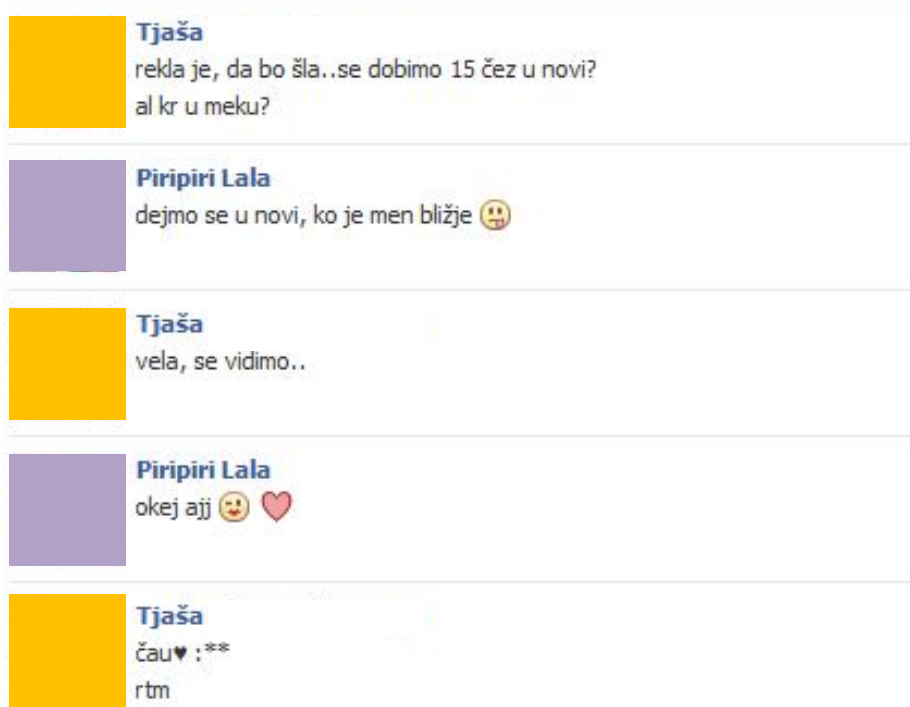 Tjaša
rekla je, da bo šla..se dobimo 15 čez u novi?
al kr u meku?
Piripiri Lala
dejmo se u novi, ko je men bližje
Tjaša
vela, se vidimo..
Piripiri Lala
okej ajj
Tjaša
čau♥ :**
rtm